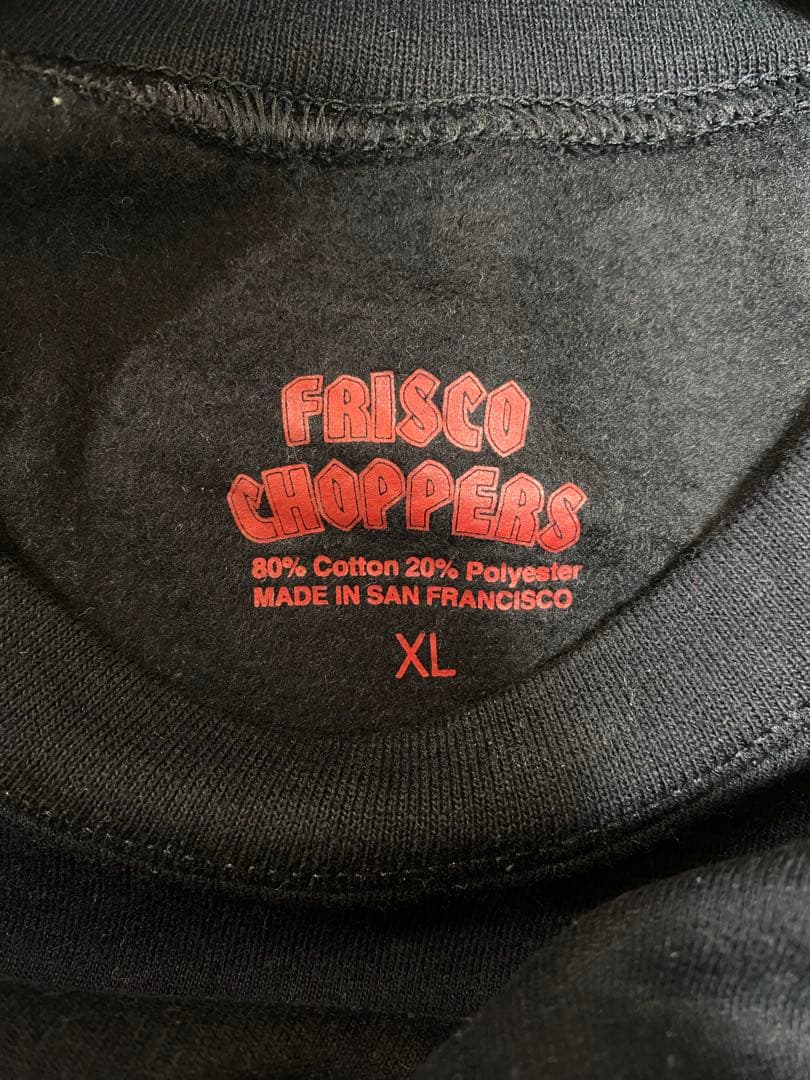 FRISCO
CHOPPERS
80% Cotton 20% Polyester
MADE IN SAN FRANCISCO
XL